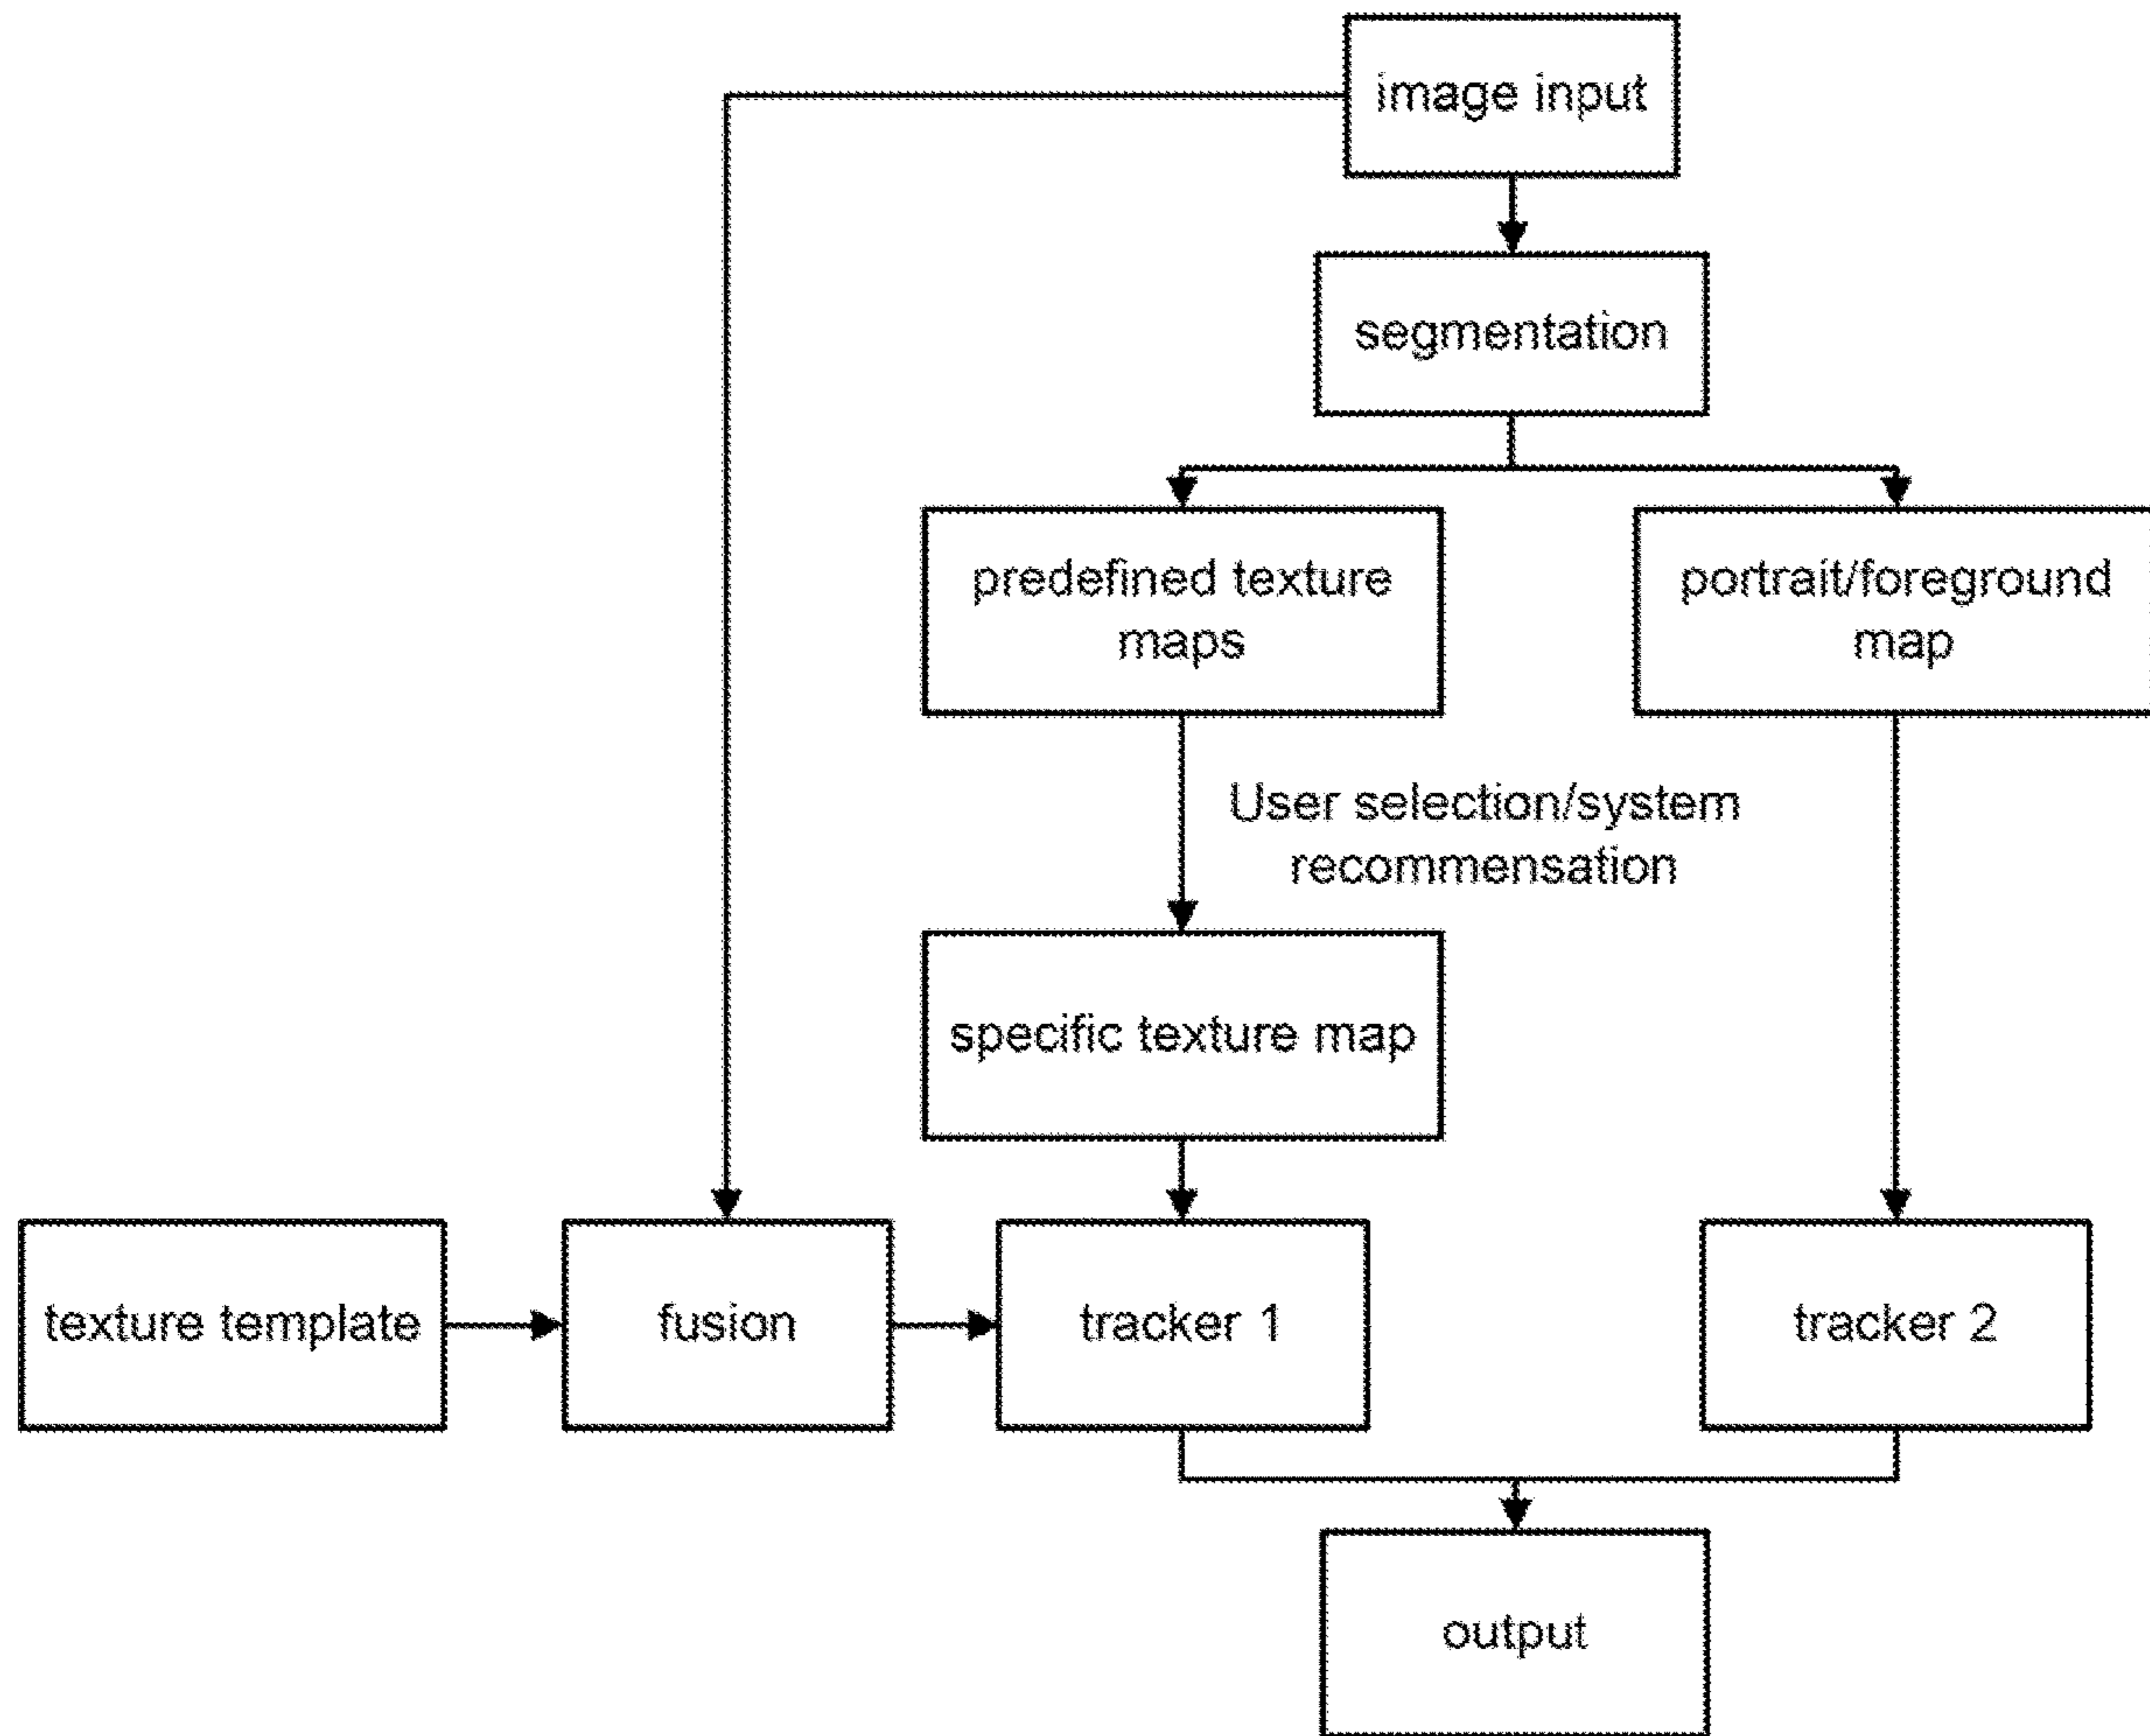 image input
segmentation
predefined texture
maps
portrait/foreground
map
User selection/system
recommensation
specific texture map
texture template
fusion
tracker 1
tracker 2
output